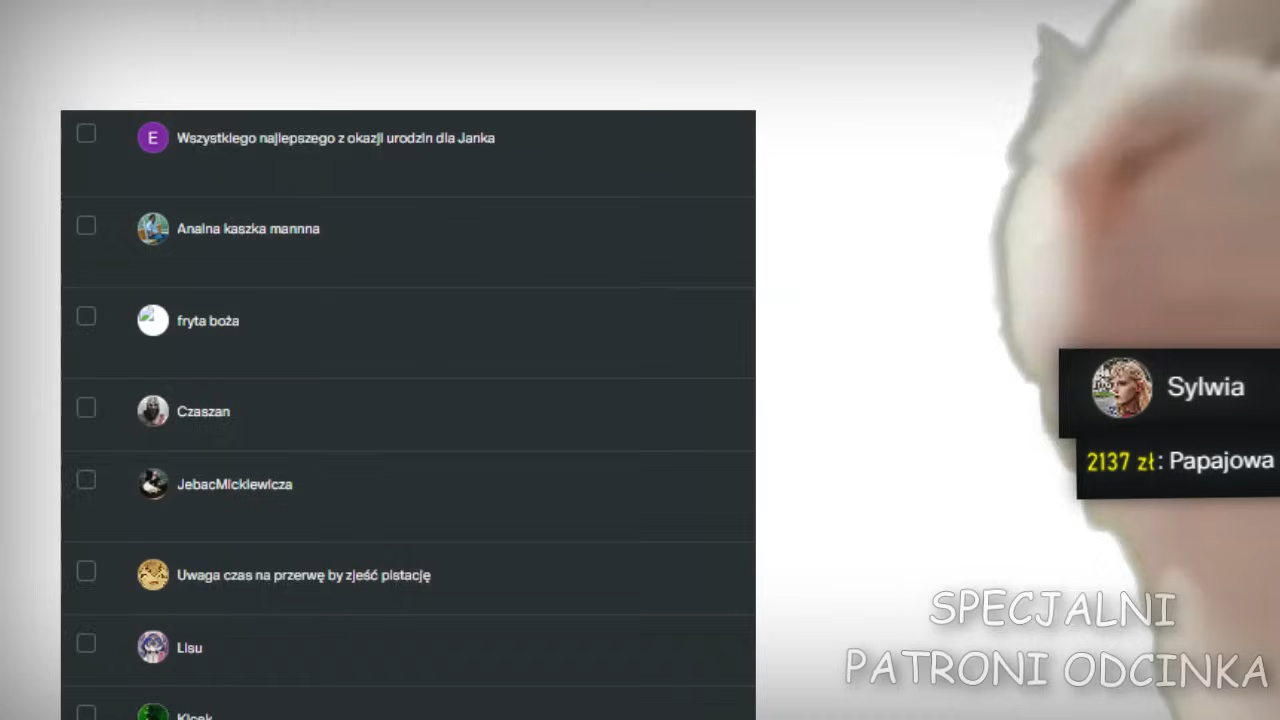 E
Wszystkiego najlepszego z okazji urodzin dla Janka
Analna kaszka mannna
fryta boża
Czaszan
JebacMickiewicza
Uwaga czas na przerwę by zjeść pistację
Lisu
Sylwia
2137 zł: Papajowa
SPECJALNI
PATRONI ODCINKA